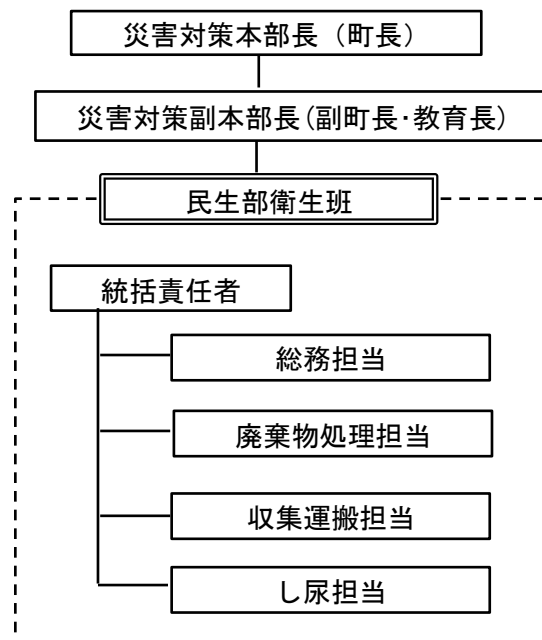 災害対策本部長（町長）
災害対策副本部長(副町長･教育長)
民生部衛生班
統括責任者
総務担当
廃棄物処理担当
収集運搬担当
し尿担当